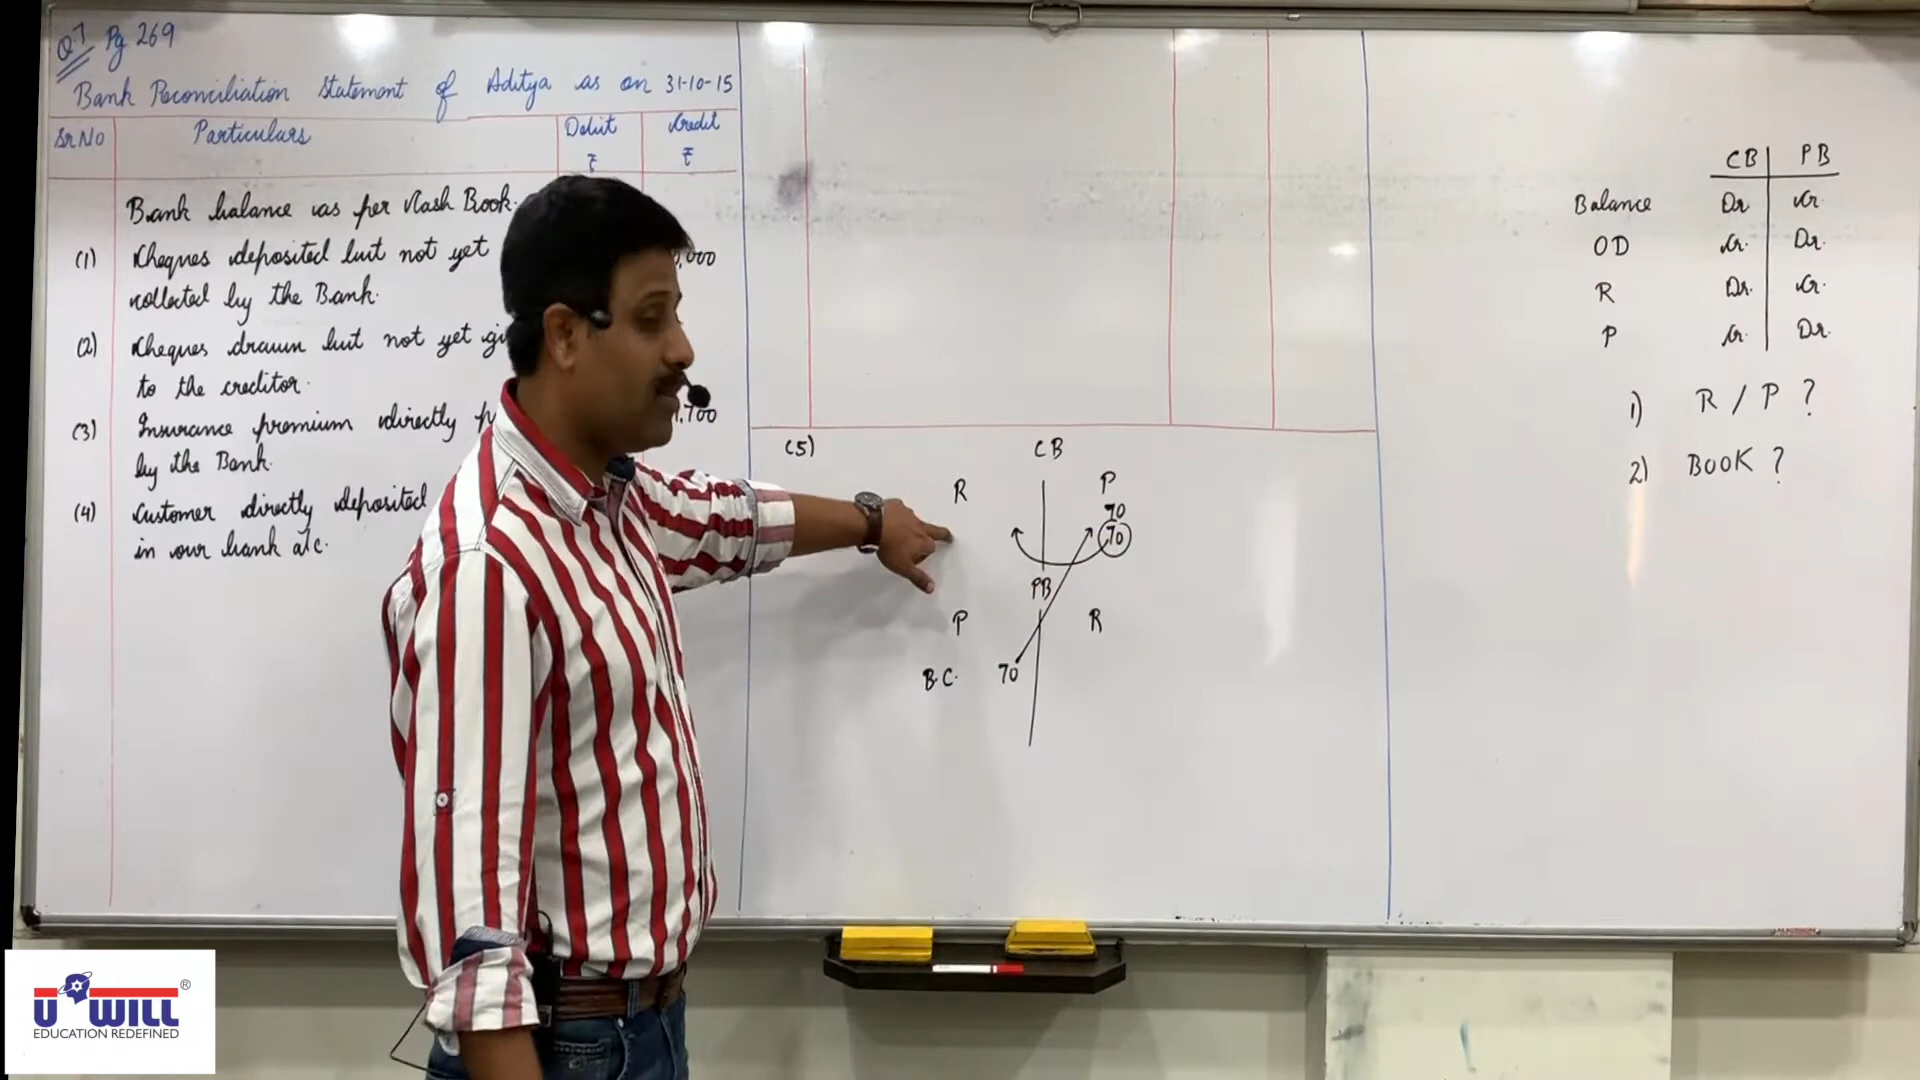 Q.7 Pg 269
Bank Reconciliation Statement of Aditya as on 31-10-15
Sr No Particulars Debit ₹ Credit ₹
Bank balance as per Cash Book.
(1) Cheques deposited but not yet
collected by the Bank.
(2) Cheques drawn but not yet
to the creditor.
(3) Insurance premium directly
by the Bank.
1,700
(4) Customer directly deposited
in our bank a/c.
(5) CB
R P
70
70
PB
P R
B.C. 70
CB PB
Balance Dr Cr.
OD Cr. Dr.
R Dr. Cr.
P Cr. Dr.
1) R / P ?
2) BOOK ?
U WILL ®
EDUCATION REDEFINED